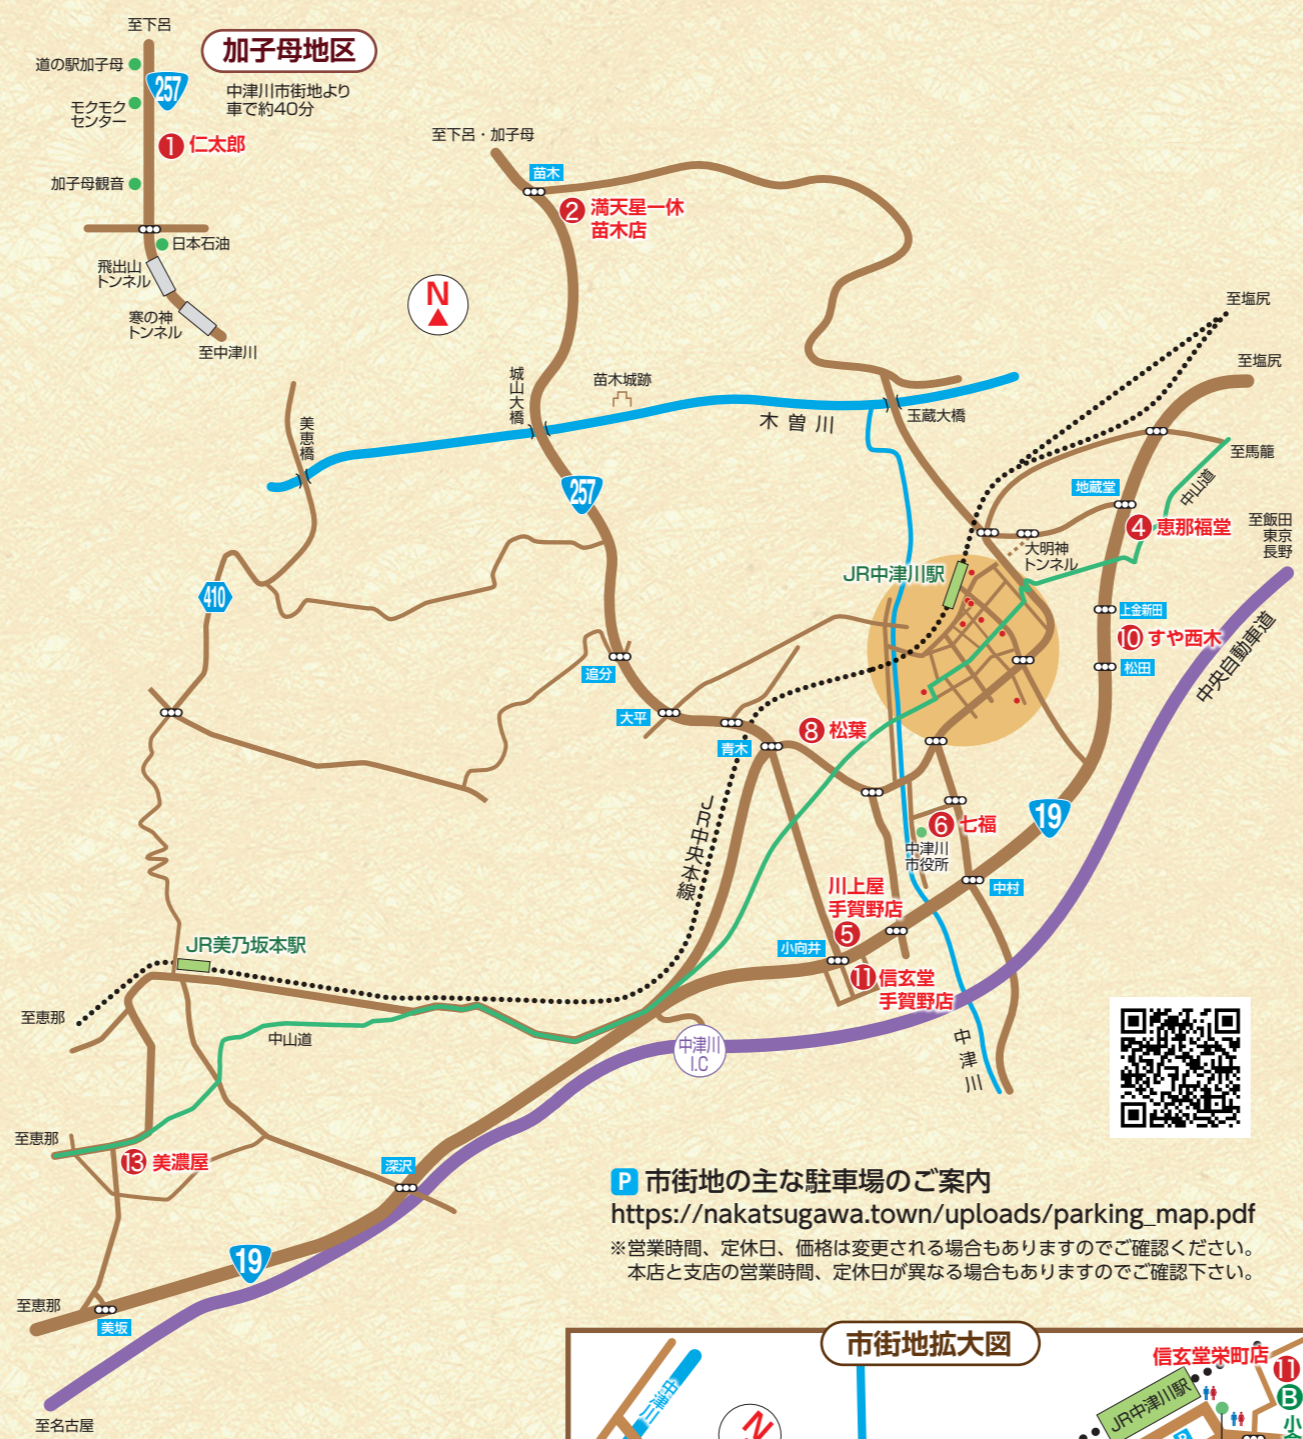 至下呂
道の駅加子母
257
加子母地区
中津川市街地より
車で約40分
モクモク
センター
1 仁太郎
加子母観音
日本石油
飛出山
トンネル
寒の神
トンネル
至中津川
至下呂・加子母
苗木
2 満天星一休
苗木店
N
至塩尻
至塩尻
城山大橋
苗木城跡
美恵橋
木曽川
玉蔵大橋
至馬籠
257
地蔵堂
中山道
4 恵那福堂
至飯田
東京
長野
大明神
トンネル
JR中津川駅
410
上金新田
10 すや西木
松田
中央自動車道
追分
大平
青木
8 松葉
JR中央本線
19
6 七福
中津川
市役所
中村
川上屋
手賀野店
5
小向井
11 信玄堂
手賀野店
JR美乃坂本駅
至恵那
中山道
中津川
I.C
中津川
至恵那
13 美濃屋
深沢
P 市街地の主な駐車場のご案内
https://nakatsugawa.town/uploads/parking_map.pdf
※営業時間、定休日、価格は変更される場合もありますのでご確認ください。
本店と支店の営業時間、定休日が異なる場合もありますのでご確認下さい。
19
至恵那
美坂
至名古屋
市街地拡大図
信玄堂栄町店
11
B
中津川
N
JR中津川駅